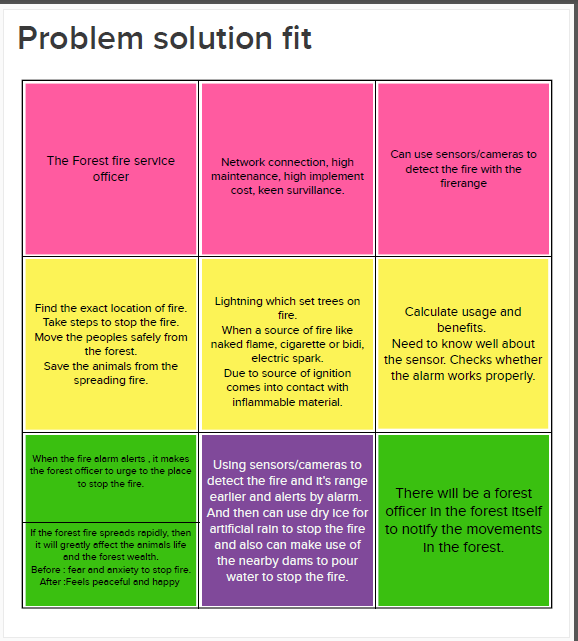 Problem solution fit
The Forest fire service
officer
Network connection, high
maintenance, high implement
cost, keen survillance.
Can use sensors/cameras to
detect the fire with the
firerange
Find the exact location of fire.
Take steps to stop the fire.
Move the peoples safely from
the forest.
Save the animals from the
spreading fire.
Lightning which set trees on
fire.
When a source of fire like
naked flame, cigarette or bidi,
electric spark.
Due to source of ignition
comes into contact with
inflammable material.
Calculate usage and
benefits.
Need to know well about
the sensor. Checks whether
the alarm works properly.
When the fire alarm alerts , it makes
the forest officer to urge to the place
to stop the fire.
If the forest fire spreads rapidly, then
it will greatly affect the animals life
and the forest wealth.
Before : fear and anxiety to stop fire.
After :Feels peaceful and happy
Using sensors/cameras to
detect the fire and it's range
earlier and alerts by alarm.
And then can use dry ice for
artificial rain to stop the fire
and also can make use of
the nearby dams to pour
water to stop the fire.
There will be a forest
officer in the forest itself
to notify the movements
in the forest.